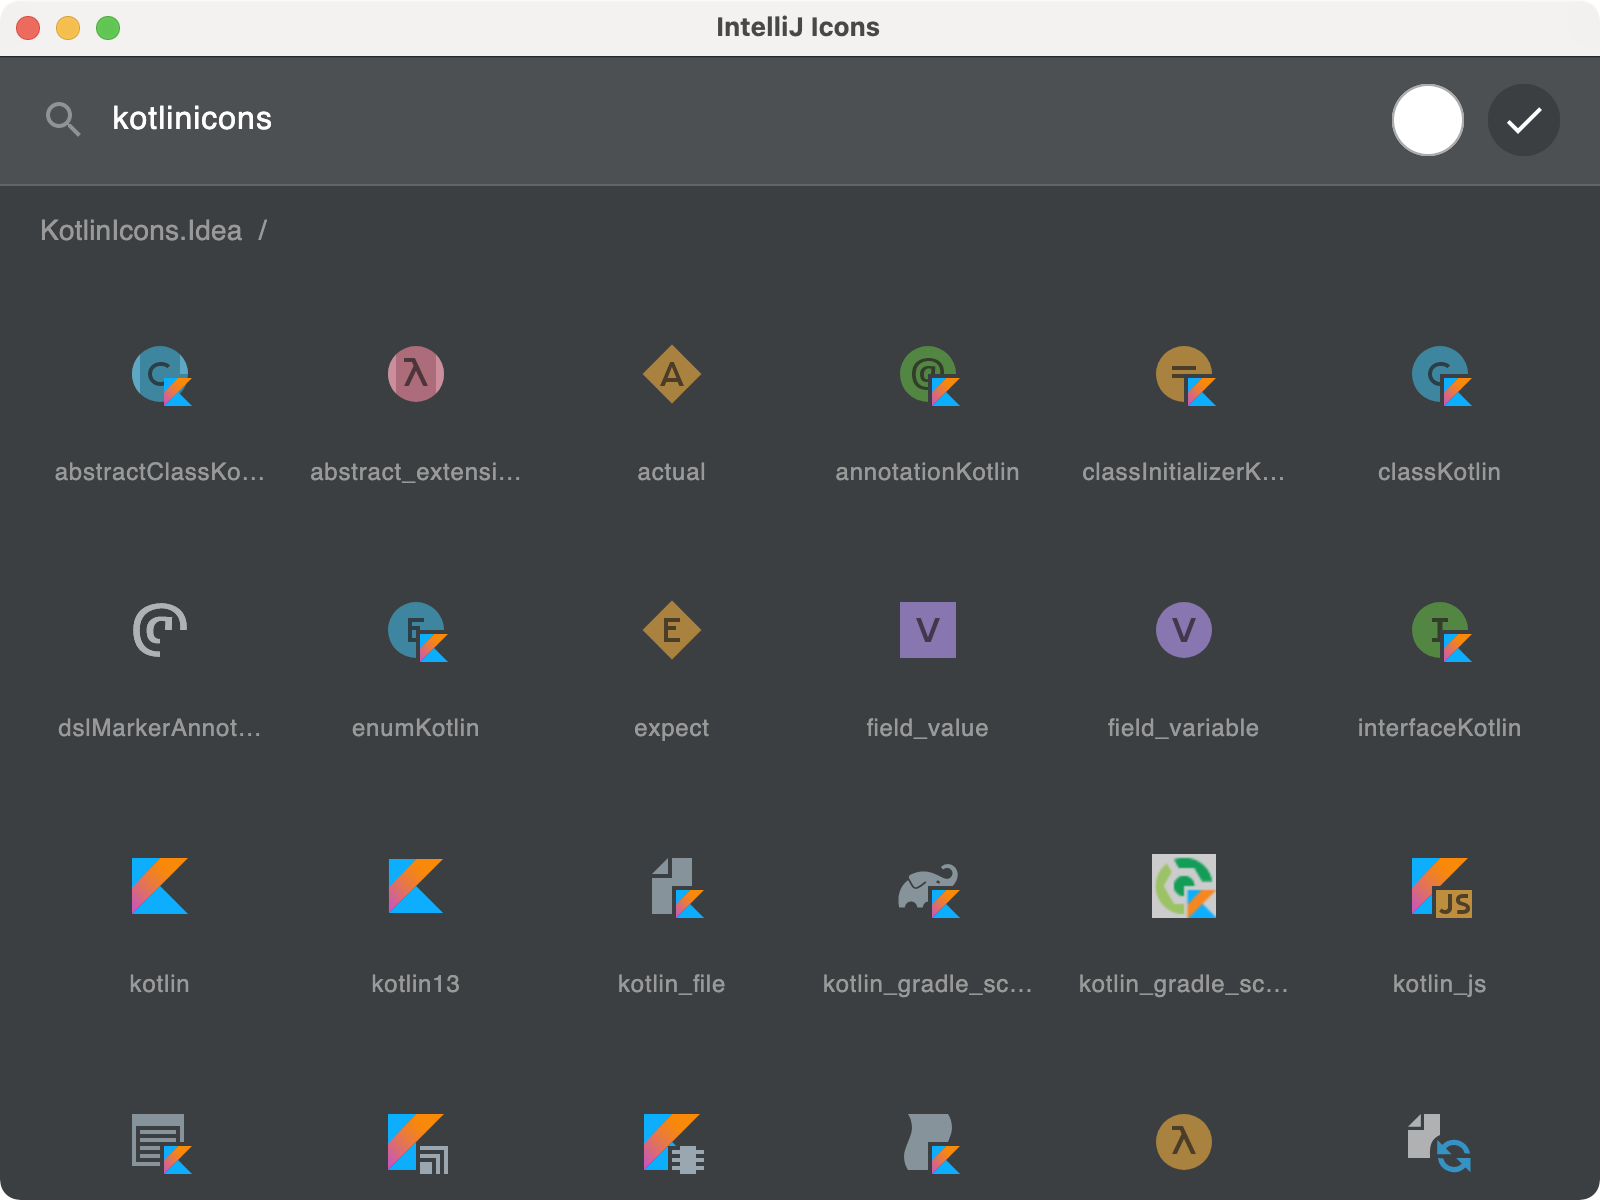 IntelliJ Icons
kotlinicons
KotlinIcons.Idea /
C λ A @ = C
abstractClassKo... abstract_extensi... actual annotationKotlin classInitializerK... classKotlin
E E V V I
dslMarkerAnnot... enumKotlin expect field_value field_variable interfaceKotlin
JS
kotlin kotlin13 kotlin_file kotlin_gradle_sc... kotlin_gradle_sc... kotlin_js
λ